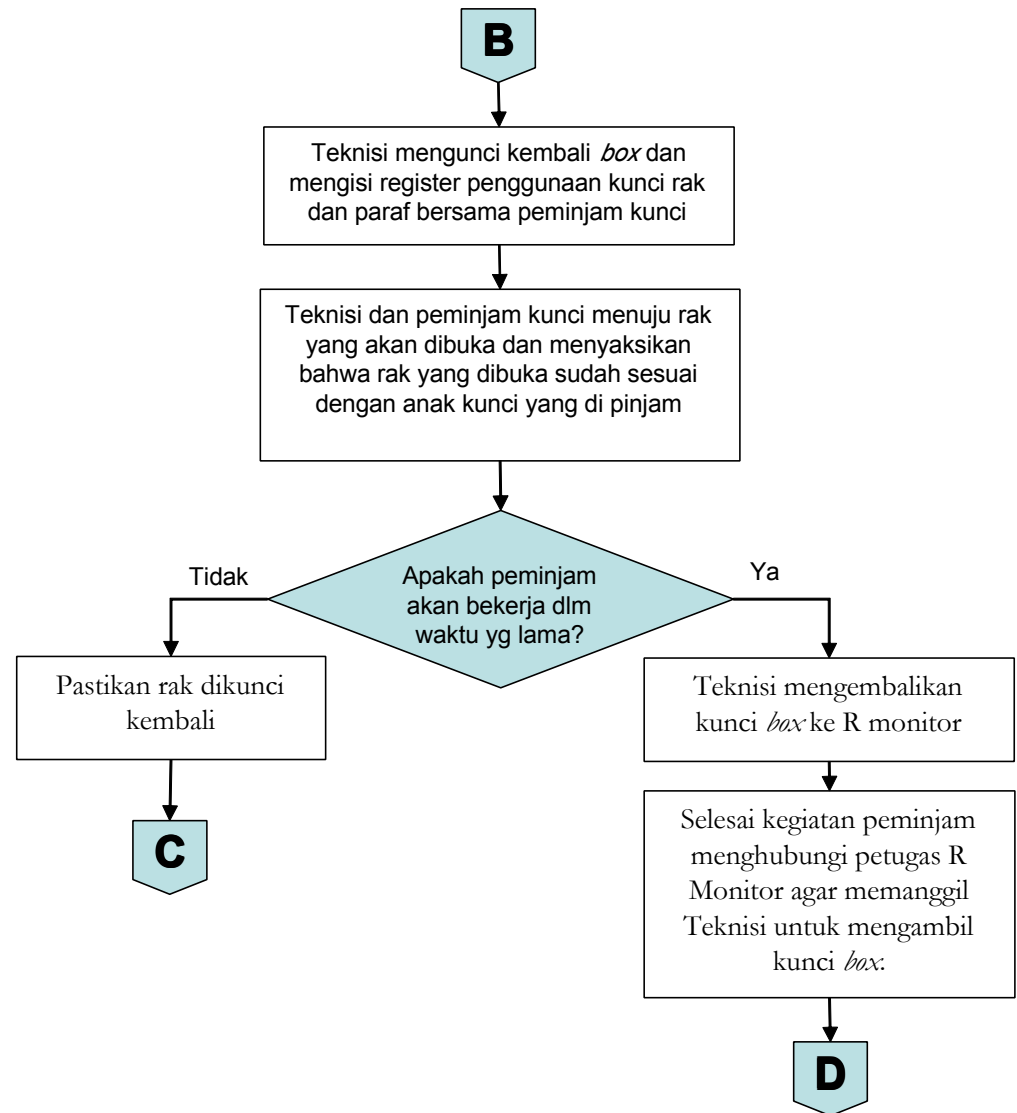 B
Teknisi mengunci kembali box dan
mengisi register penggunaan kunci rak
dan paraf bersama peminjam kunci
Teknisi dan peminjam kunci menuju rak
yang akan dibuka dan menyaksikan
bahwa rak yang dibuka sudah sesuai
dengan anak kunci yang di pinjam
Apakah peminjam
akan bekerja dlm
waktu yg lama?
Tidak
Pastikan rak dikunci
kembali
C
Ya
Teknisi mengembalikan
kunci box ke R monitor
Selesai kegiatan peminjam
menghubungi petugas R
Monitor agar memanggil
Teknisi untuk mengambil
kunci box.
D